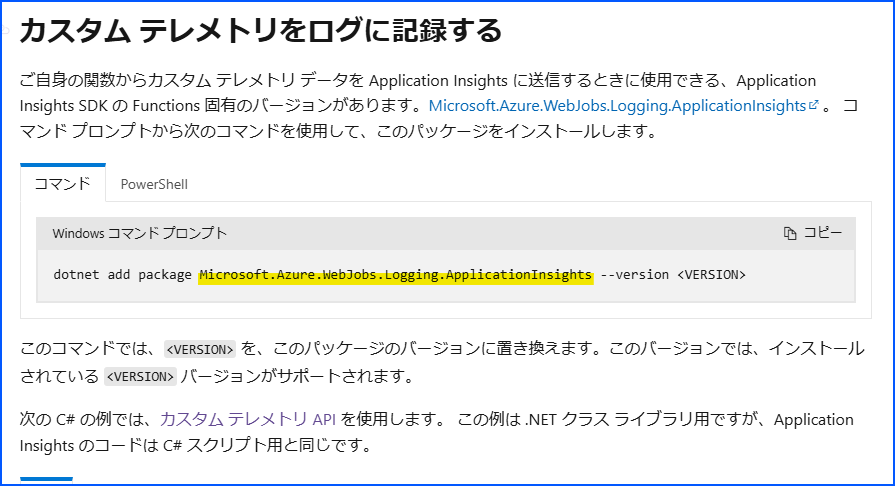 カスタム テレメトリをログに記録する
ご自身の関数からカスタム テレメトリ データを Application Insights に送信するときに使用できる、Application
Insights SDK の Functions 固有のバージョンがあります。Microsoft.Azure.WebJobs.Logging.ApplicationInsights 。 コ
マンド プロンプトから次のコマンドを使用して、このパッケージをインストールします。
コマンド PowerShell
Windows コマンド プロンプト コピー
dotnet add package Microsoft.Azure.WebJobs.Logging.ApplicationInsights --version <VERSION>
このコマンドでは、<VERSION> を、このパッケージのバージョンに置き換えます。このバージョンでは、インストール
されている <VERSION> バージョンがサポートされます。
次の C# の例では、カスタム テレメトリ API を使用します。 この例は .NET クラス ライブラリ用ですが、Application
Insights のコードは C# スクリプト用と同じです。